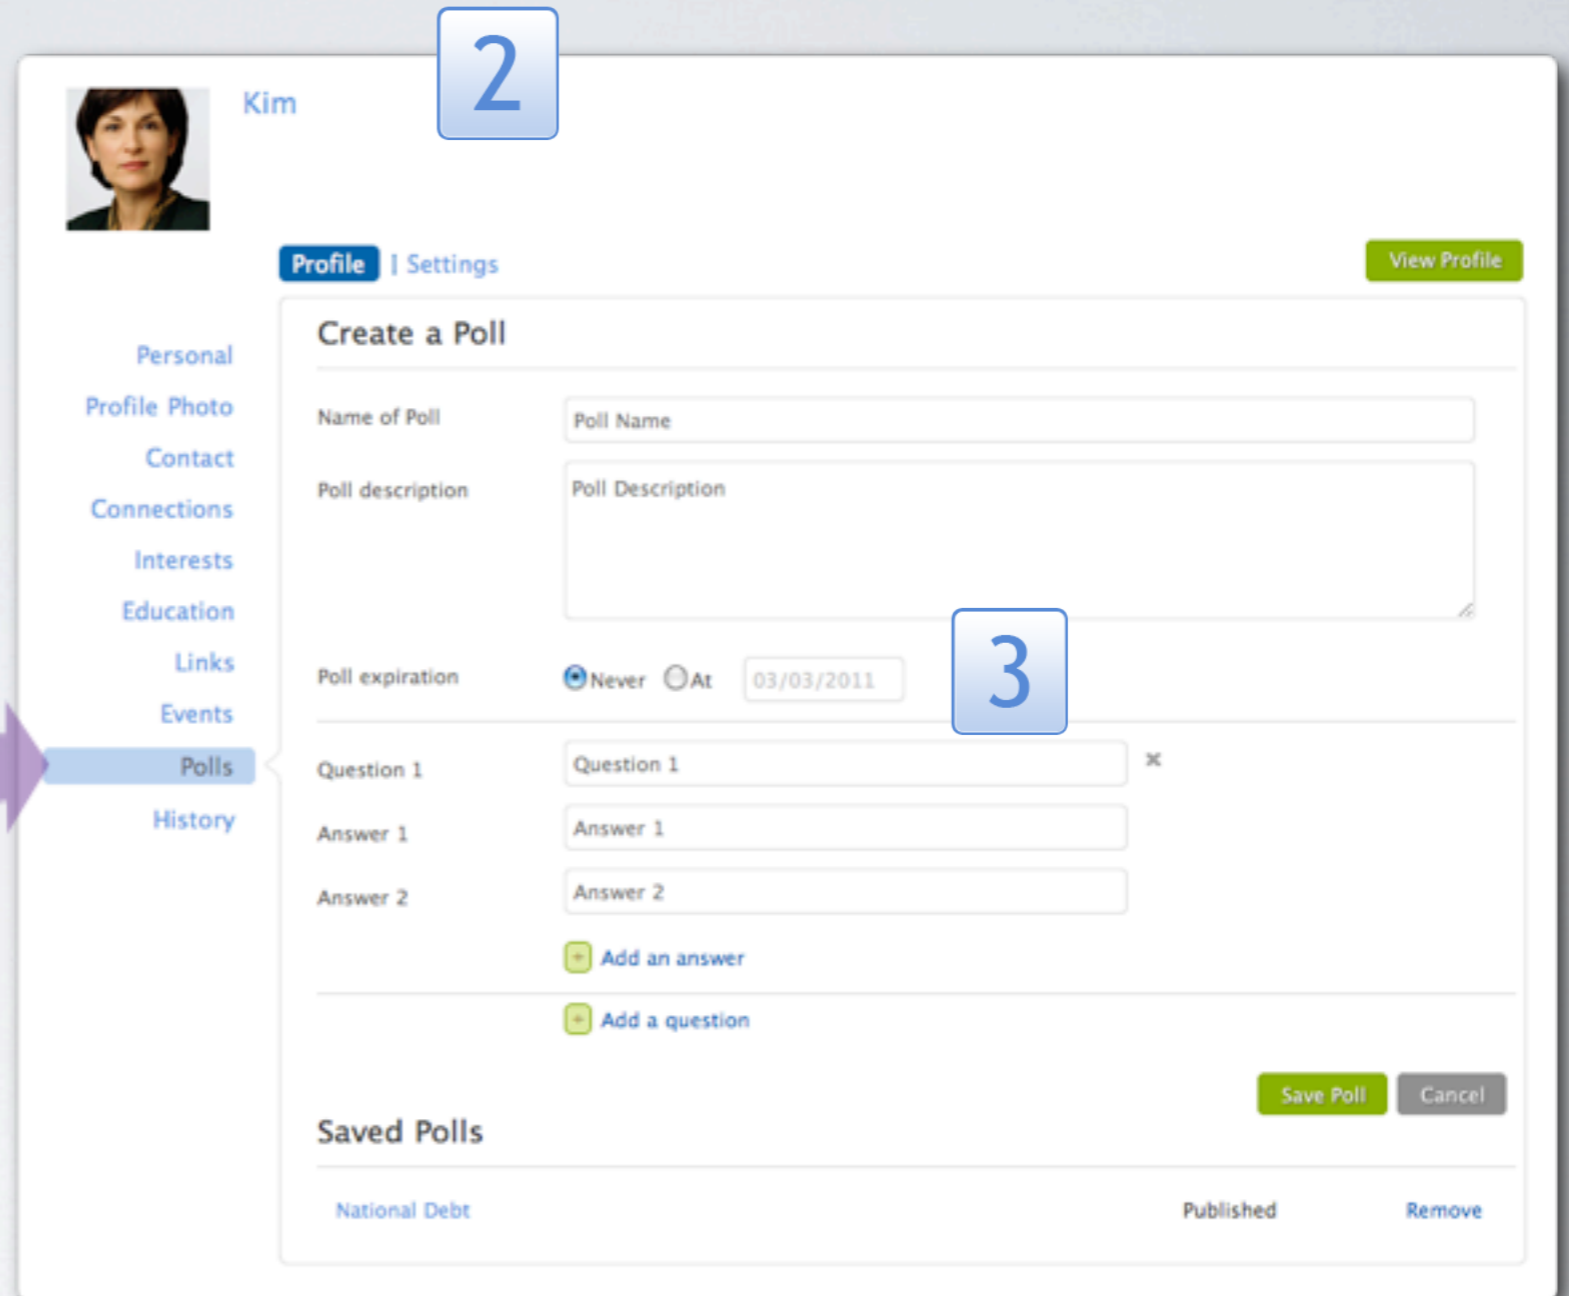 2
Kim
Profile | Settings
View Profile
Personal
Profile Photo
Contact
Connections
Interests
Education
Links
Events
Polls
History
Create a Poll
Name of Poll
Poll Name
Poll description
Poll Description
3
Poll expiration
Never At 03/03/2011
Question 1
Question 1 ×
Answer 1
Answer 1
Answer 2
Answer 2
+ Add an answer
+ Add a question
Save Poll
Cancel
Saved Polls
National Debt Published Remove